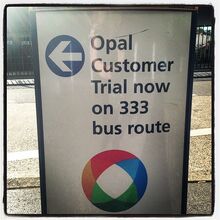 Opal
Customer
Trial now
on 333
bus route